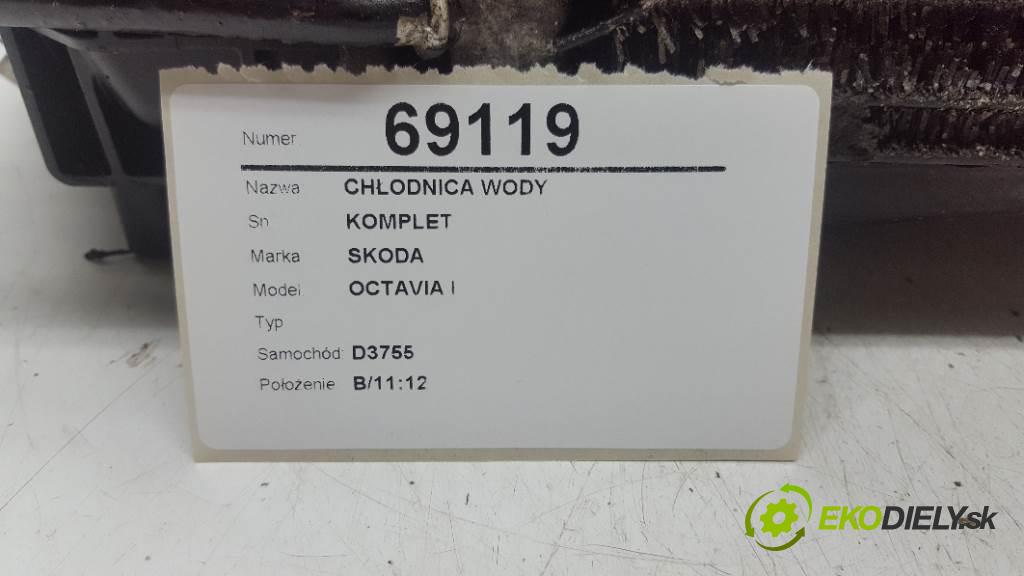 Numer 69119
Nazwa CHŁODNICA WODY
Sn KOMPLET
Marka SKODA
Model OCTAVIA I
Typ
Samochód: D3755
Położenie B/11:12
EKODIELY.sk